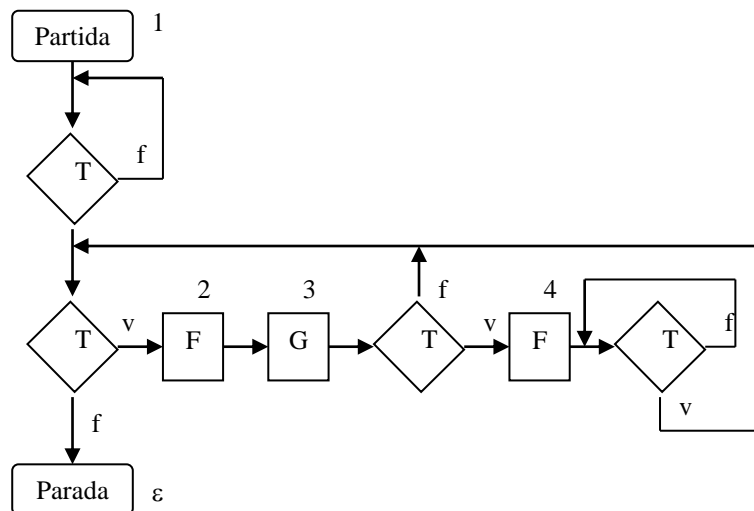 Partida 1
T f
2 3 f 4
T v F G T v F T f
f v
Parada ε